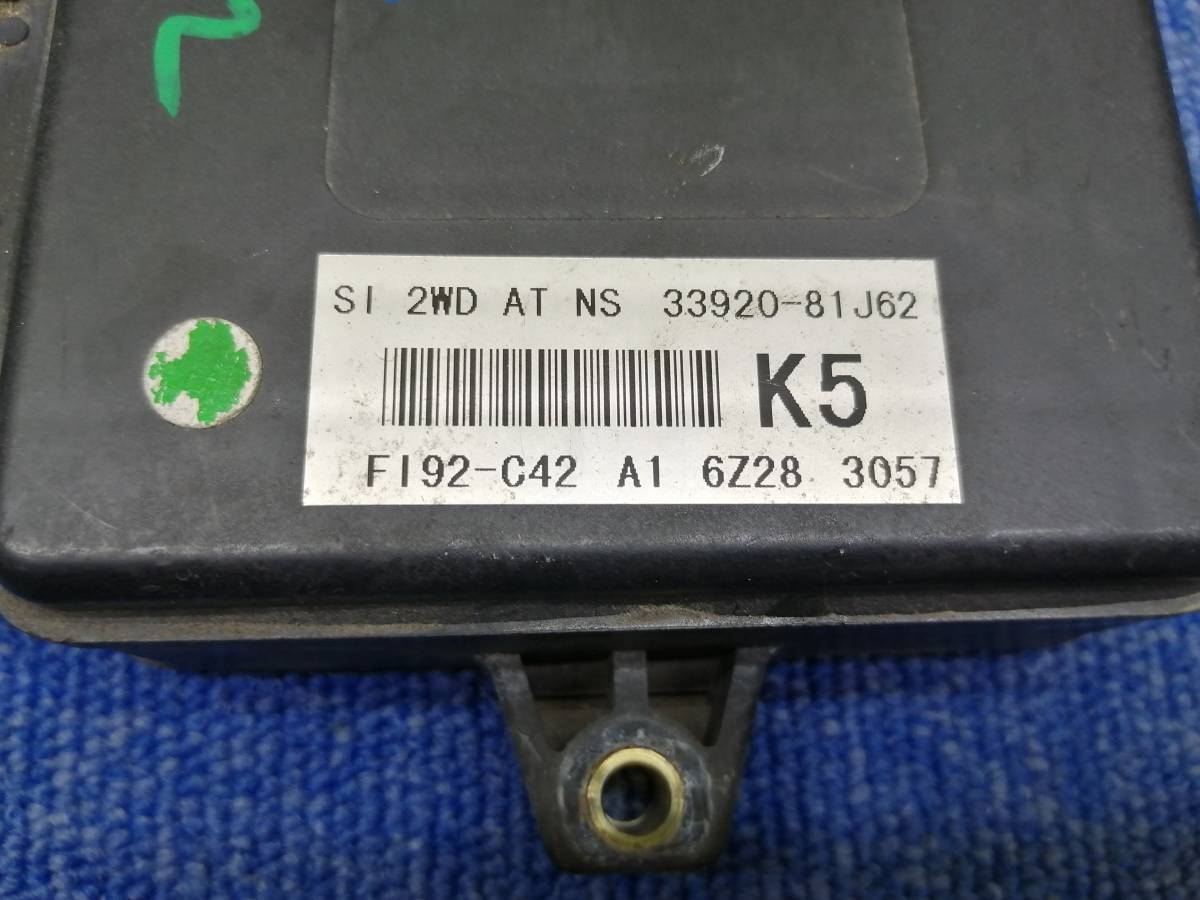 SI 2WD AT NS 33920-81J62
K5
FI92-C42 A1 6Z28 3057